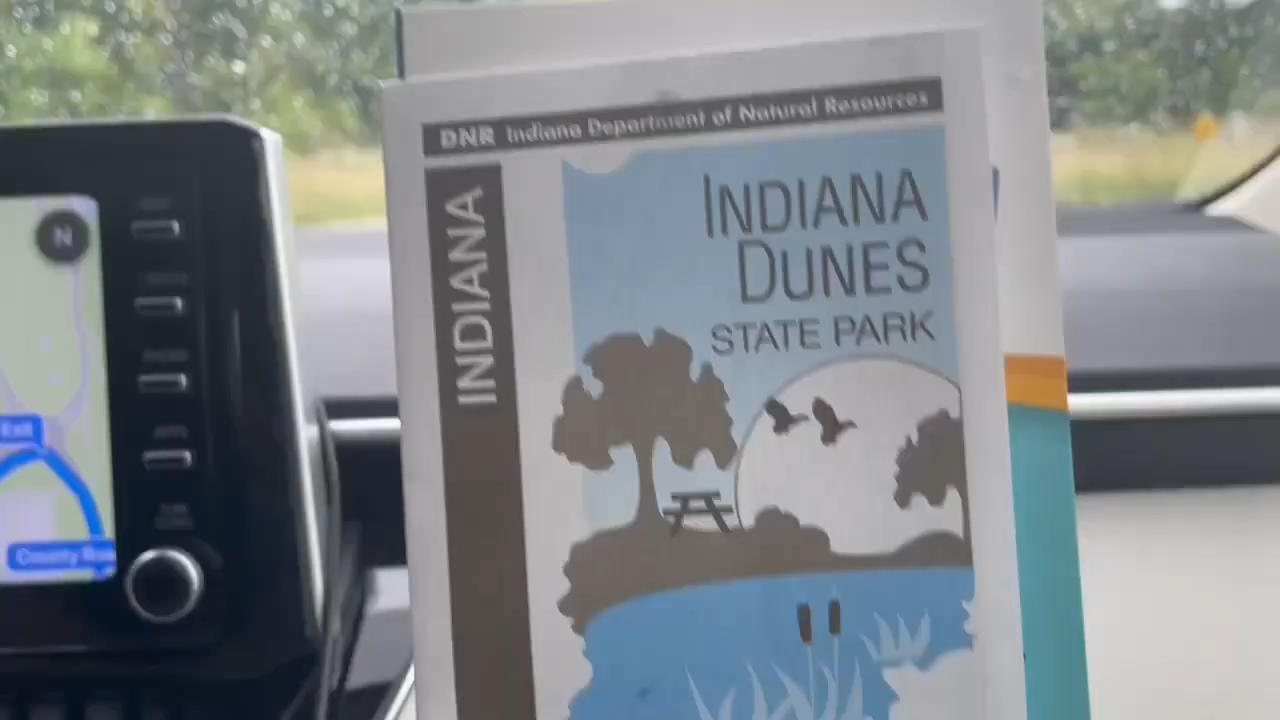 DNR Indiana Department of Natural Resources
INDIANA
INDIANA
DUNES
STATE PARK
N
Exit
County Roa